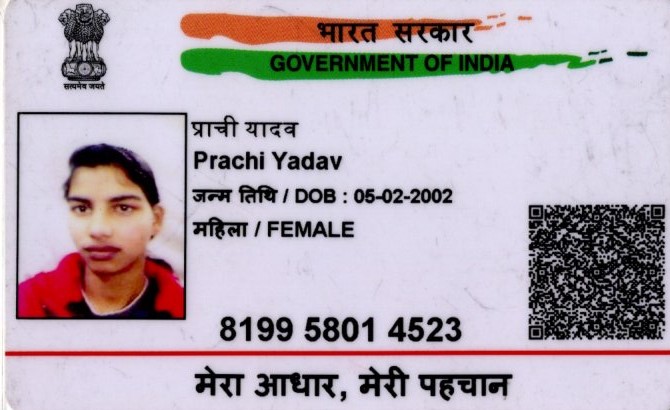 सत्यमेव जयते
भारत सरकार
GOVERNMENT OF INDIA
प्राची यादव
Prachi Yadav
जन्म तिथि / DOB : 05-02-2002
महिला / FEMALE
8199 5801 4523
मेरा आधार, मेरी पहचान